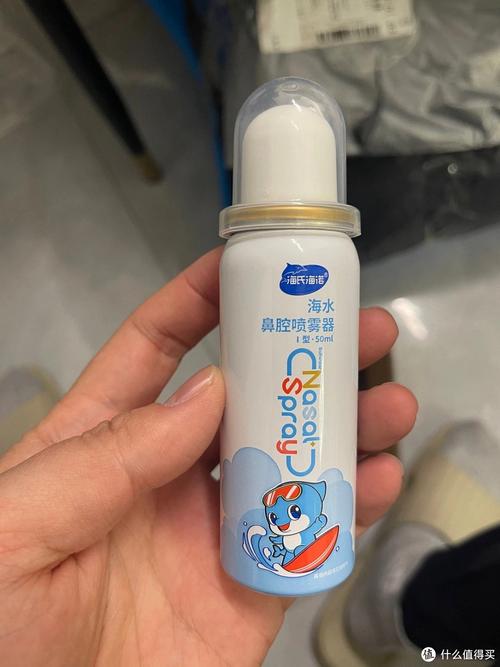 海氏海诺®
海水
鼻腔喷雾器
I型·50ml
Nasal
Spray
值 什么值得买